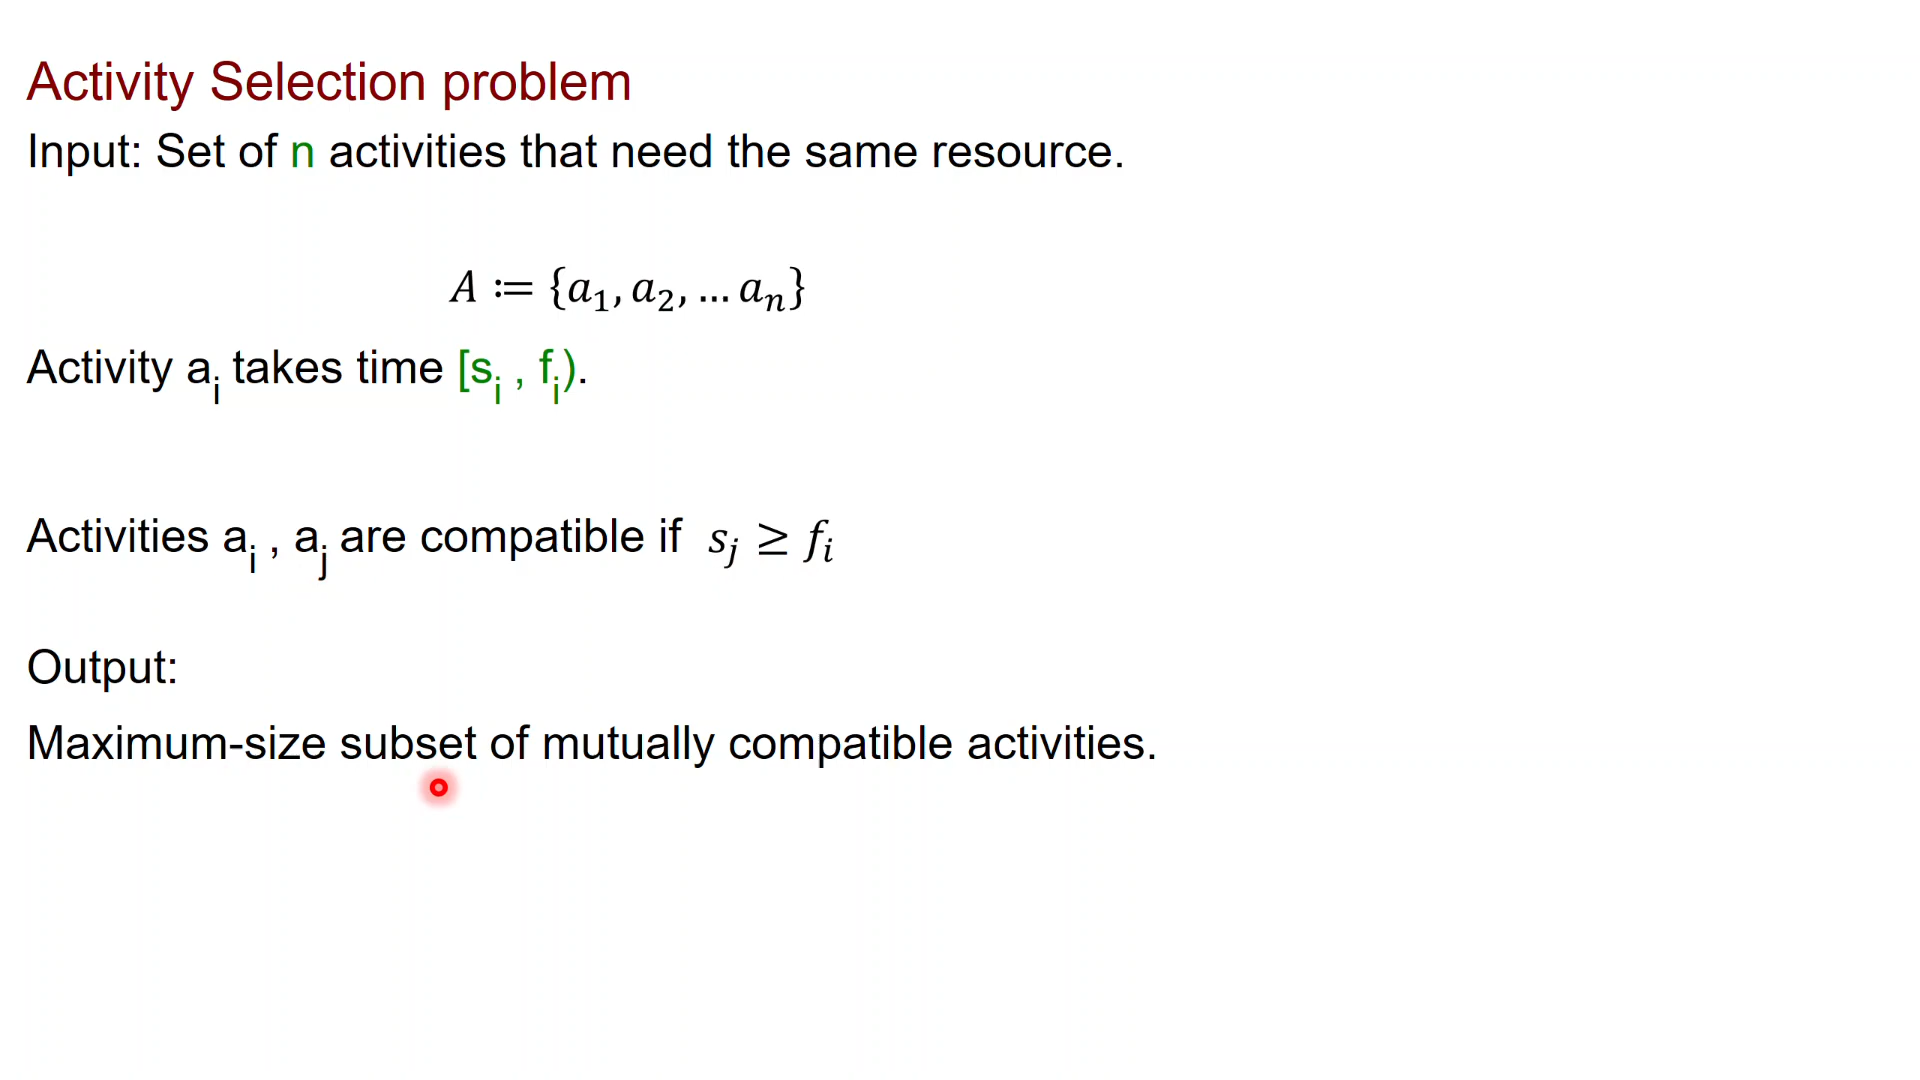 Activity Selection problem
Input: Set of n activities that need the same resource.
A ≔ {a₁, a₂, … aₙ}
Activity aᵢ takes time [sᵢ , fᵢ).
Activities aᵢ , aⱼ are compatible if sⱼ ≥ fᵢ
Output:
Maximum-size subset of mutually compatible activities.